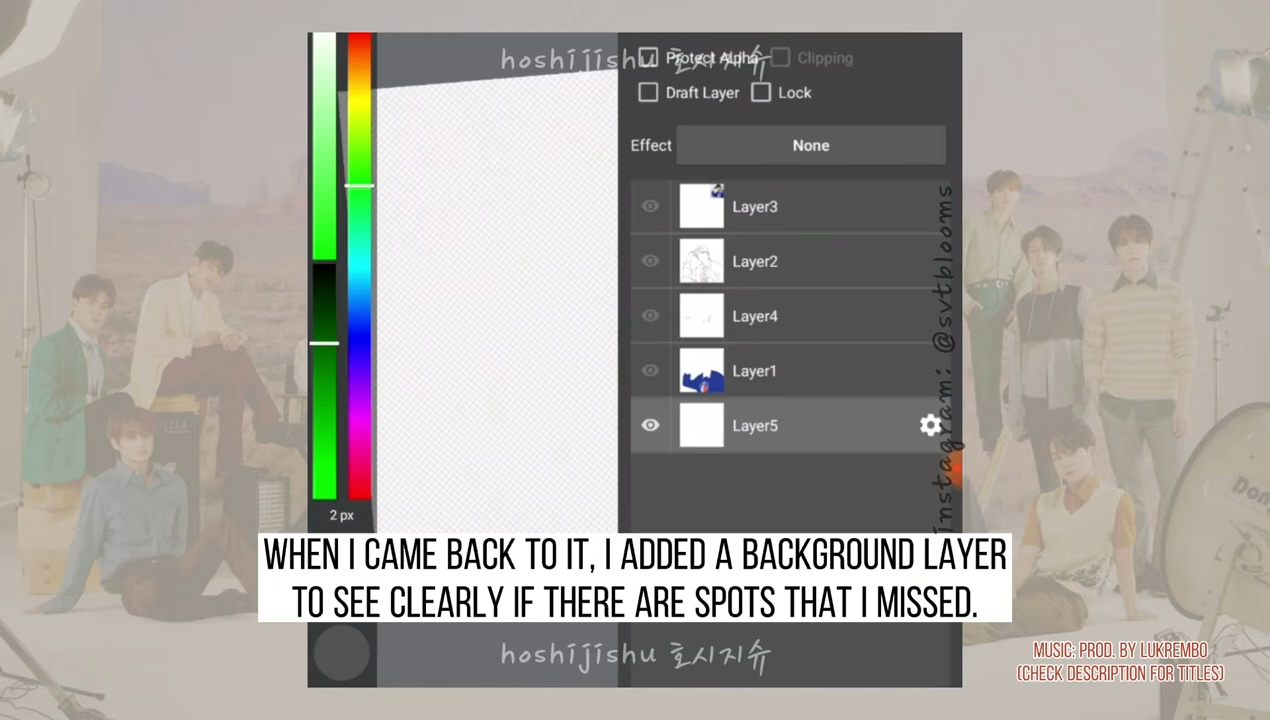 hoshijishu 호시지슈
Protect Alpha
Clipping
Draft Layer
Lock
Effect
None
Layer3
Layer2
Layer4
Layer1
Layer5
instagram: @svtblooms
2 px
WHEN I CAME BACK TO IT, I ADDED A BACKGROUND LAYER
TO SEE CLEARLY IF THERE ARE SPOTS THAT I MISSED.
hoshijishu 호시지슈
MUSIC: PROD. BY LUKREMBO
(CHECK DESCRIPTION FOR TITLES)